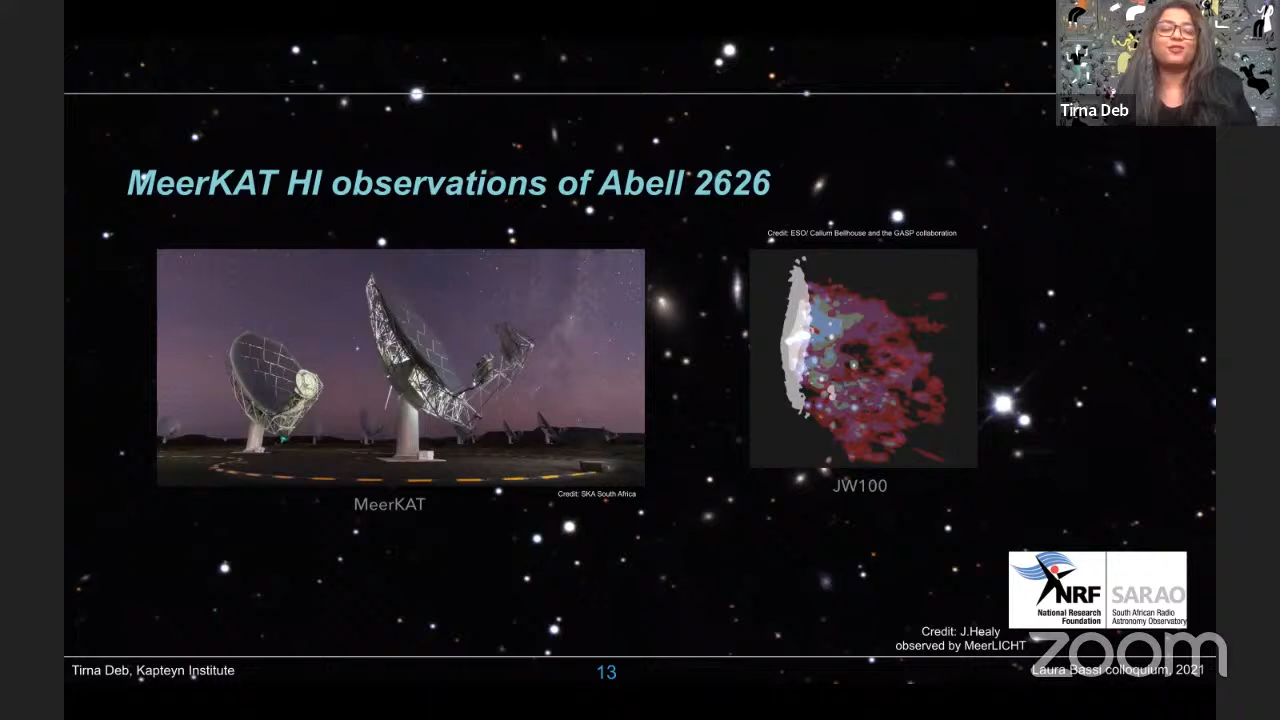 Tirna Deb
MeerKAT HI observations of Abell 2626
Credit: ESO/ Callum Bellhouse and the GASP collaboration
JW100
Credit: SKA South Africa
MeerKAT
NRF
National Research
Foundation
SARAO
South African Radio
Astronomy Observatory
Credit: J.Healy
observed by MeerLICHT
zoom
Tirna Deb, Kapteyn Institute
13
Laura Bassi colloquium, 2021